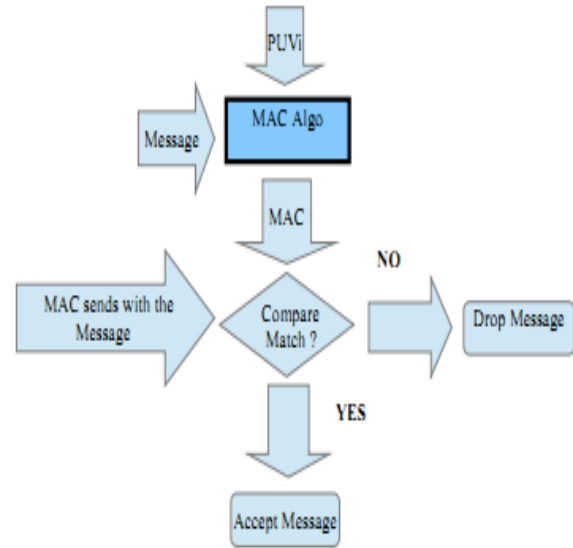 PUVi
MAC Algo
Message
MAC
NO
MAC sends with the
Message
Compare
Match ?
Drop Message
YES
Accept Message